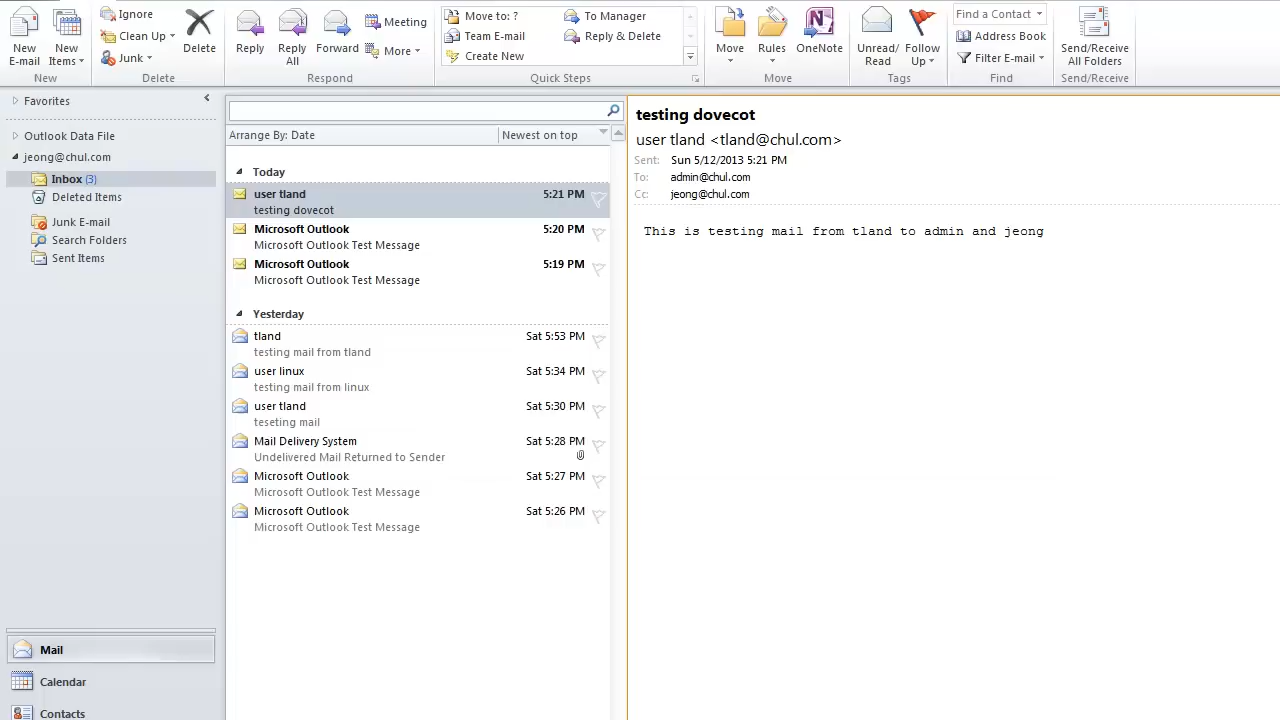 Ignore
Clean Up
Junk
New E-mail
New Items
Delete
Reply
Reply All
Forward
Meeting
More
Move to: ?
Team E-mail
Create New
To Manager
Reply & Delete
Move
Rules
OneNote
Unread/ Read
Follow Up
Find a Contact
Address Book
Filter E-mail
Send/Receive All Folders
New
Delete
Respond
Quick Steps
Move
Tags
Find
Send/Receive
Favorites
Outlook Data File
jeong@chul.com
Inbox (3)
Deleted Items
Junk E-mail
Search Folders
Sent Items
Mail
Calendar
Contacts
Arrange By: Date
Newest on top
Today
user tland 5:21 PM
testing dovecot
Microsoft Outlook 5:20 PM
Microsoft Outlook Test Message
Microsoft Outlook 5:19 PM
Microsoft Outlook Test Message
Yesterday
tland Sat 5:53 PM
testing mail from tland
user linux Sat 5:34 PM
testing mail from linux
user tland Sat 5:30 PM
teseting mail
Mail Delivery System Sat 5:28 PM
Undelivered Mail Returned to Sender
Microsoft Outlook Sat 5:27 PM
Microsoft Outlook Test Message
Microsoft Outlook Sat 5:26 PM
Microsoft Outlook Test Message
testing dovecot
user tland <tland@chul.com>
Sent: Sun 5/12/2013 5:21 PM
To: admin@chul.com
Cc: jeong@chul.com
This is testing mail from tland to admin and jeong